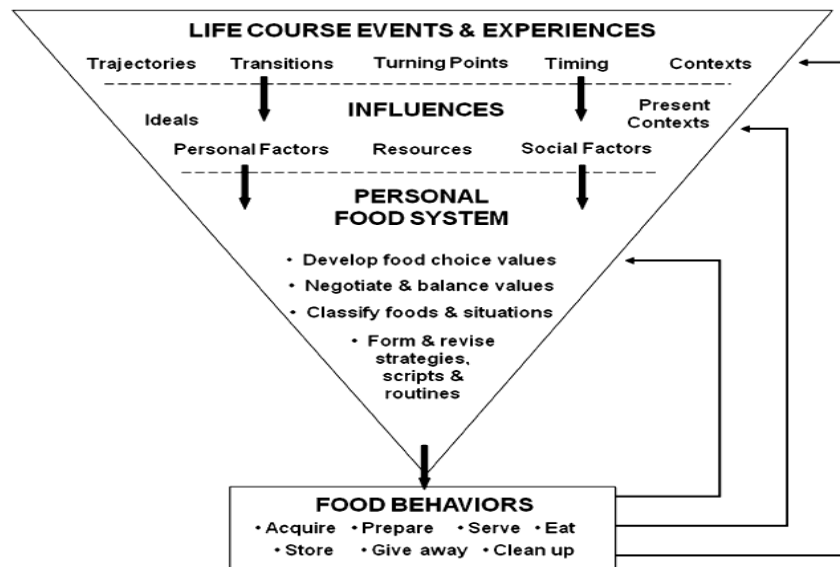 LIFE COURSE EVENTS & EXPERIENCES
Trajectories Transitions Turning Points Timing Contexts
INFLUENCES
Ideals
Present
Contexts
Personal Factors Resources Social Factors
PERSONAL
FOOD SYSTEM
• Develop food choice values
• Negotiate & balance values
• Classify foods & situations
• Form & revise
strategies,
scripts &
routines
FOOD BEHAVIORS
• Acquire • Prepare • Serve • Eat
• Store • Give away • Clean up